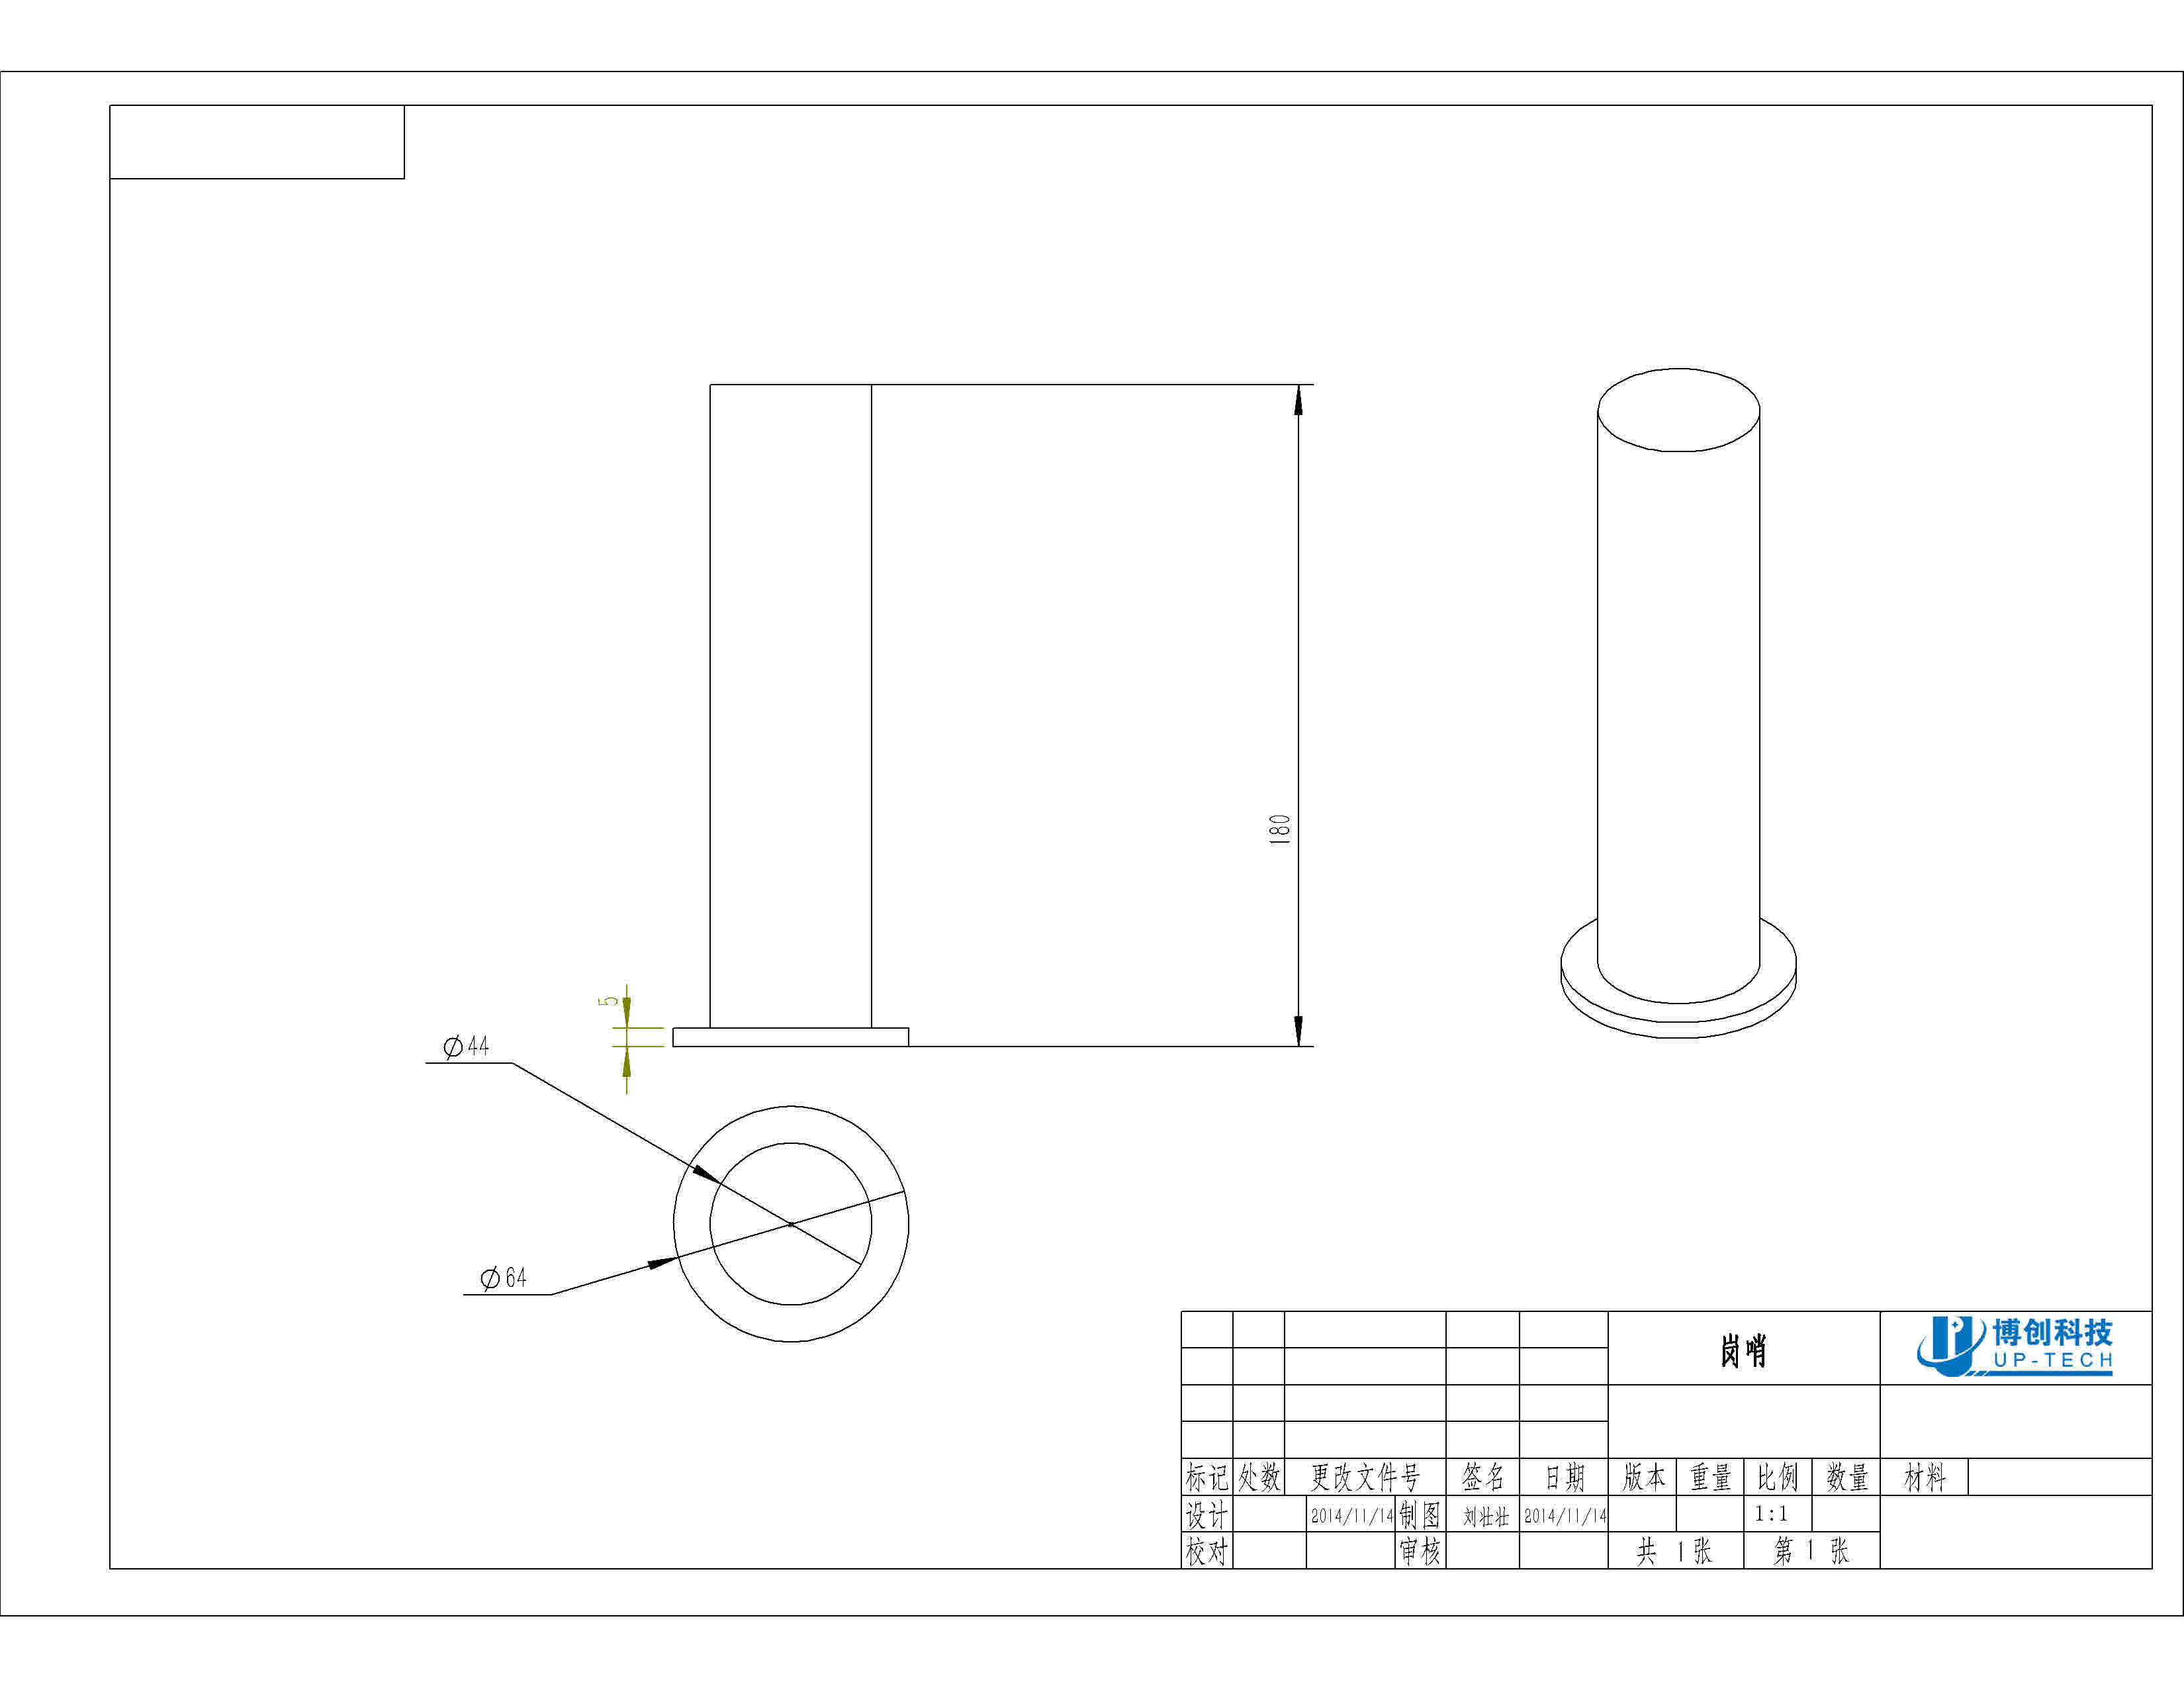 180
5
Ø44
Ø64
岗哨
博创科技
UP-TECH
标记 处数 更改文件号 签名 日期 版本 重量 比例 数量 材料
设计 2014/11/14 制图 刘壮壮 2014/11/14 1:1
校对 审核 共 1 张 第 1 张